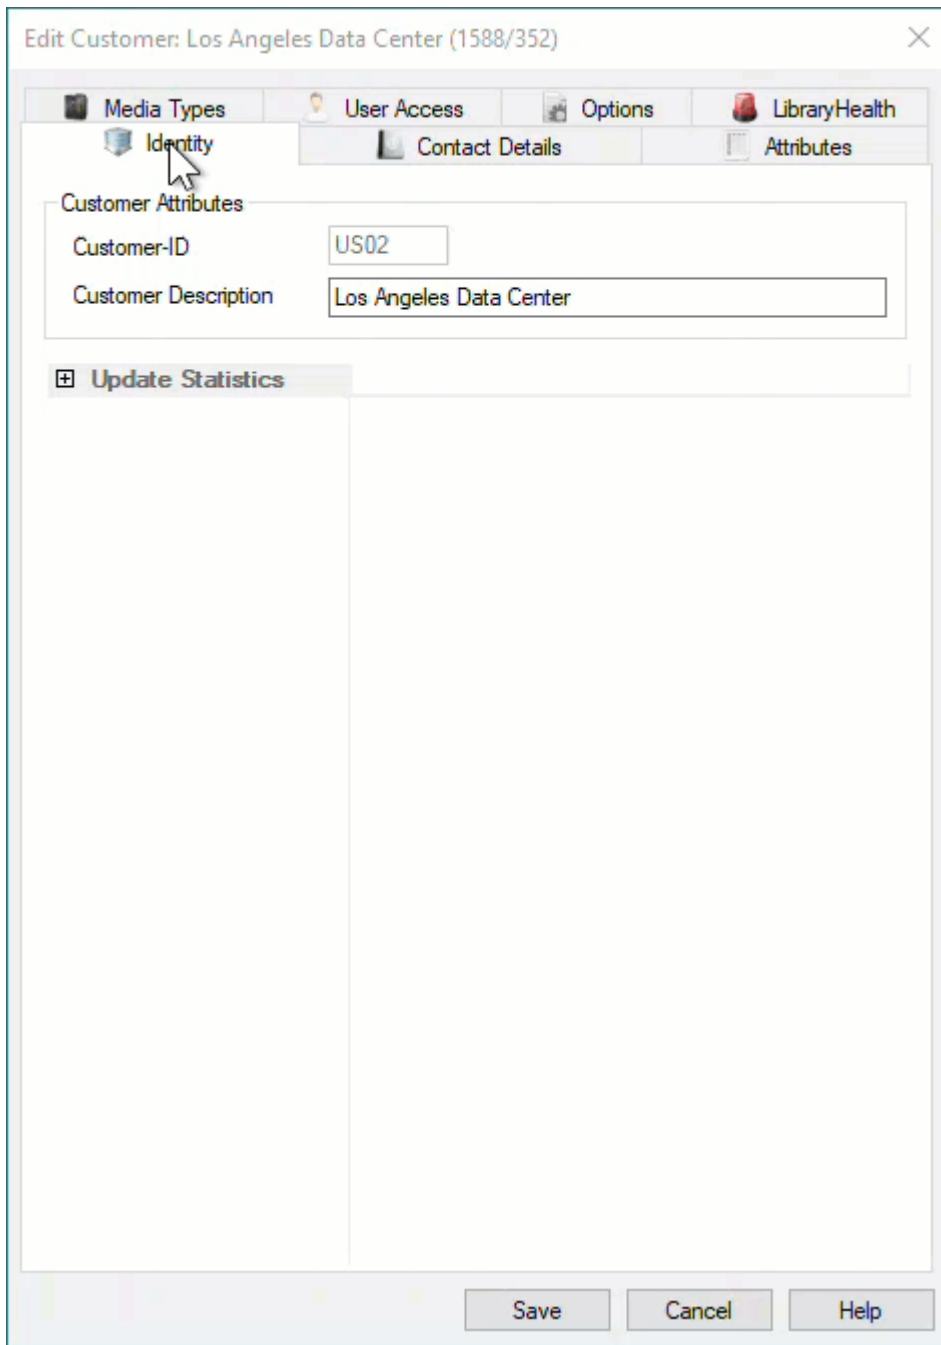 Edit Customer: Los Angeles Data Center (1588/352)
Media Types User Access Options LibraryHealth
Identity Contact Details Attributes
Customer Attributes
Customer-ID US02
Customer Description Los Angeles Data Center
Update Statistics
Save Cancel Help